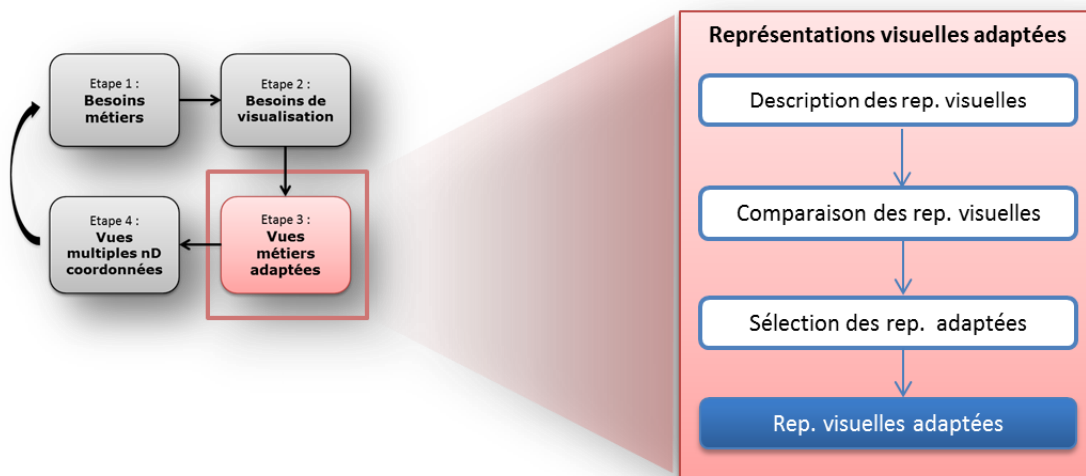 Etape 1 :
Besoins
métiers
Etape 2 :
Besoins de
visualisation
Etape 4 :
Vues
multiples nD
coordonnées
Etape 3 :
Vues
métiers
adaptées
Représentations visuelles adaptées
Description des rep. visuelles
Comparaison des rep. visuelles
Sélection des rep. adaptées
Rep. visuelles adaptées